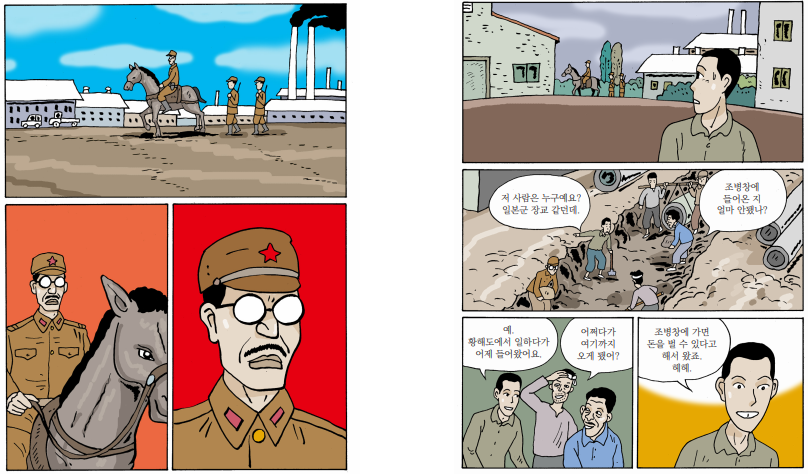 저 사람은 누구예요?
일본군 장교 같던데.
조병창에
들어온 지
얼마 안됐나?
예.
황해도에서 일하다가
어제 들어왔어요.
어쩌다가
여기까지
오게 됐어?
조병창에 가면
돈을 벌 수 있다고
해서 왔죠.
헤헤.